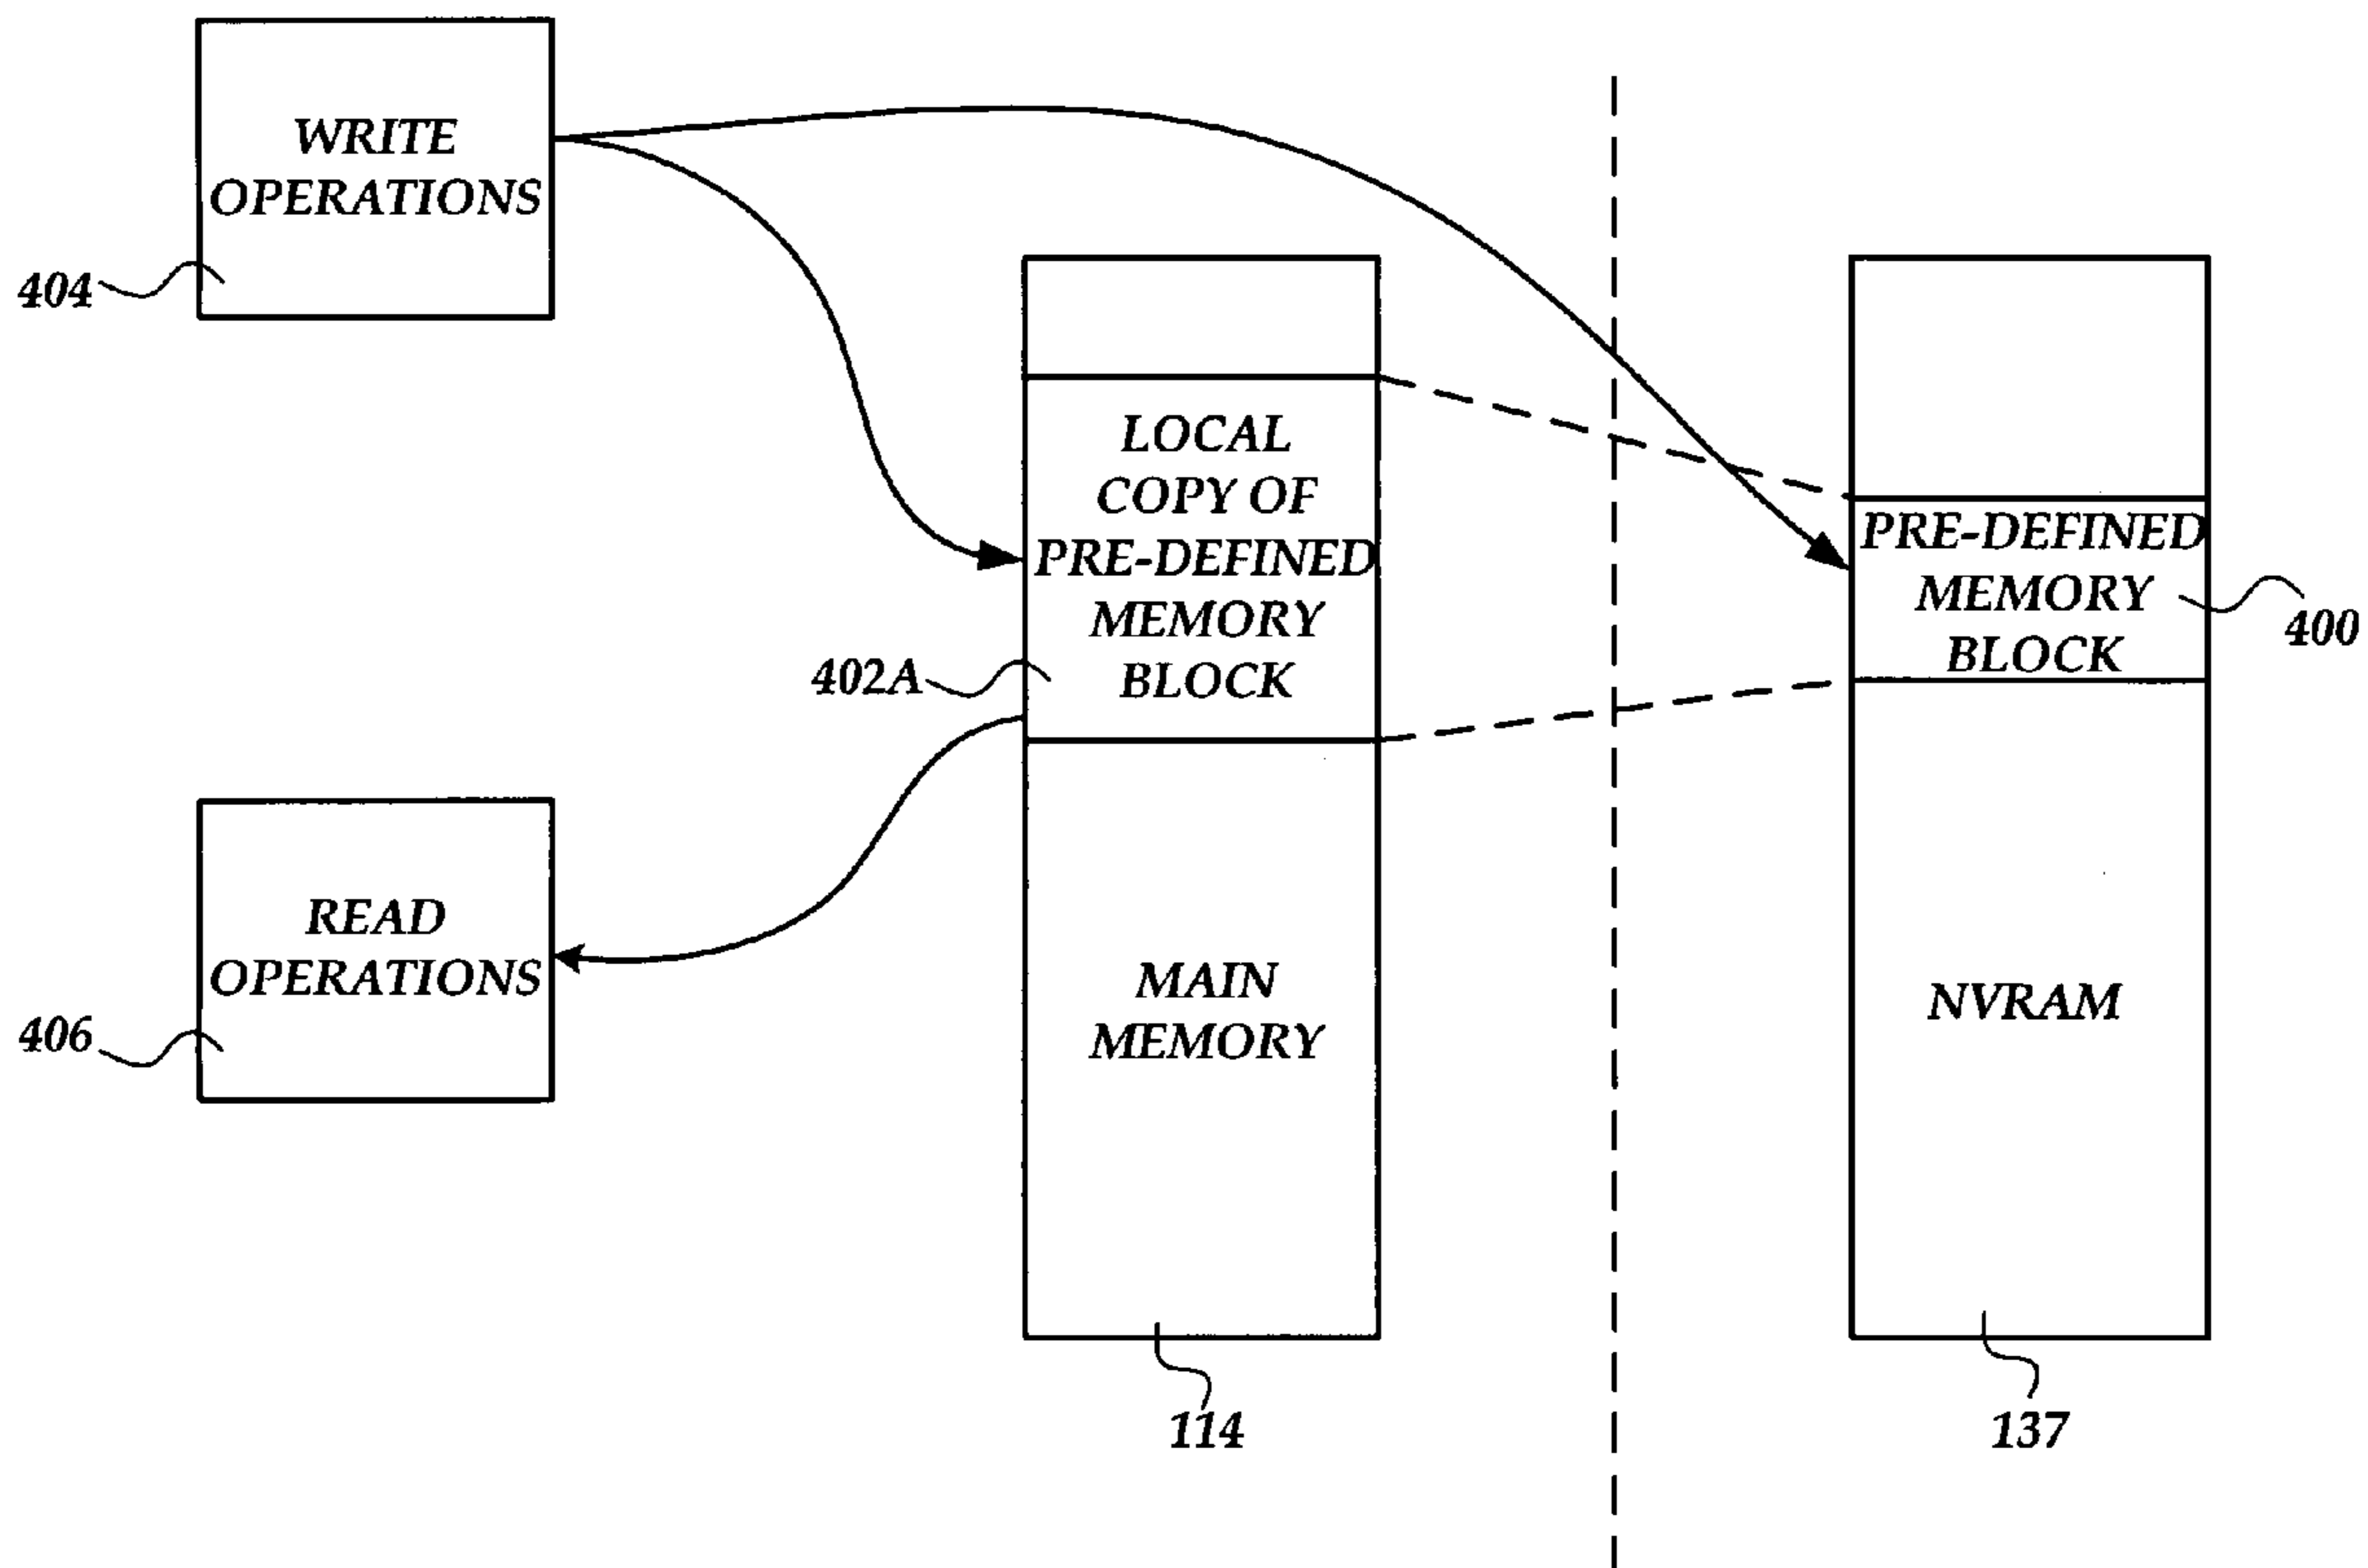 WRITE
OPERATIONS
404
LOCAL
COPY OF
PRE-DEFINED
MEMORY
BLOCK
402A
PRE-DEFINED
MEMORY
BLOCK
400
READ
OPERATIONS
406
MAIN
MEMORY
NVRAM
114
137